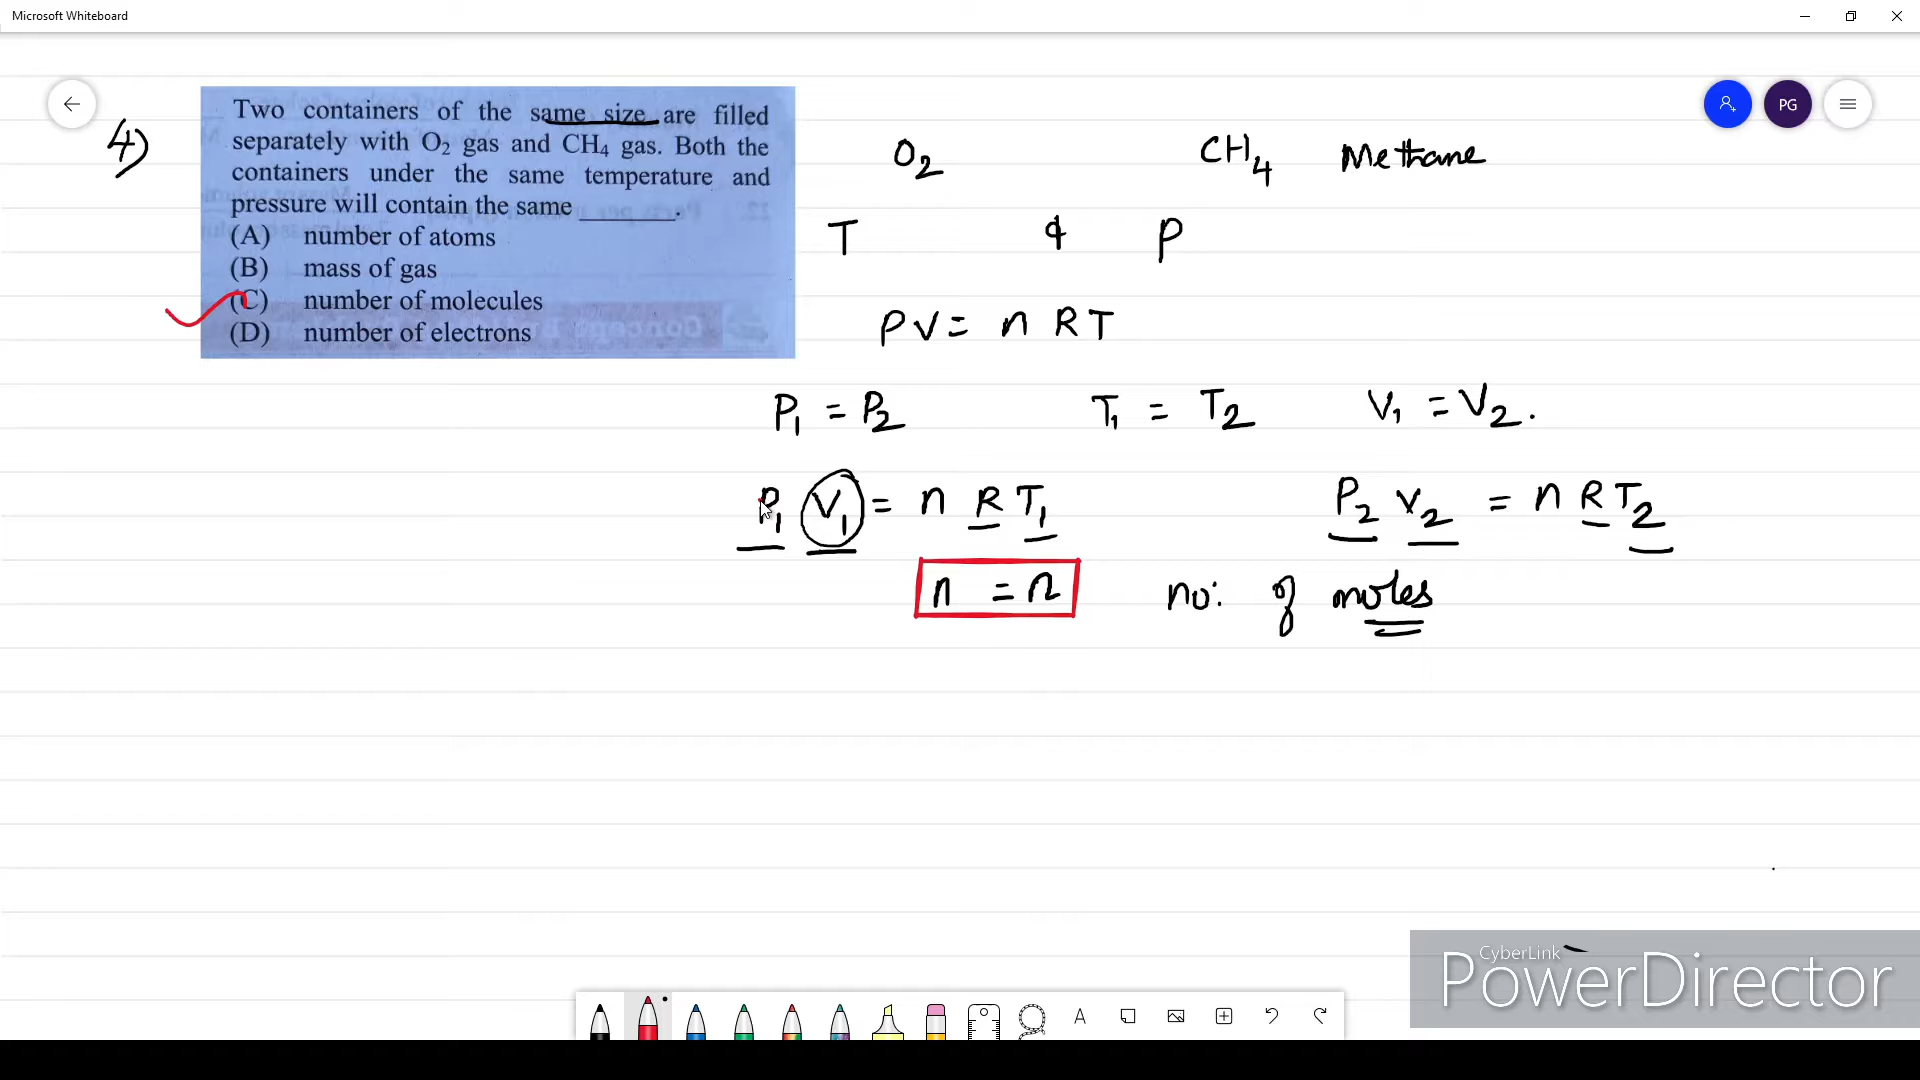 Microsoft Whiteboard
4)
Two containers of the same size are filled
separately with O2 gas and CH4 gas. Both the
containers under the same temperature and
pressure will contain the same ________.
(A) number of atoms
(B) mass of gas
(C) number of molecules
(D) number of electrons
O2 CH4 Methane
T & P
PV = n R T
P1 = P2 T1 = T2 V1 = V2.
P1 V1 = n R T1 P2 V2 = n R T2
n = n no: of moles
PG
A
CyberLink
PowerDirector